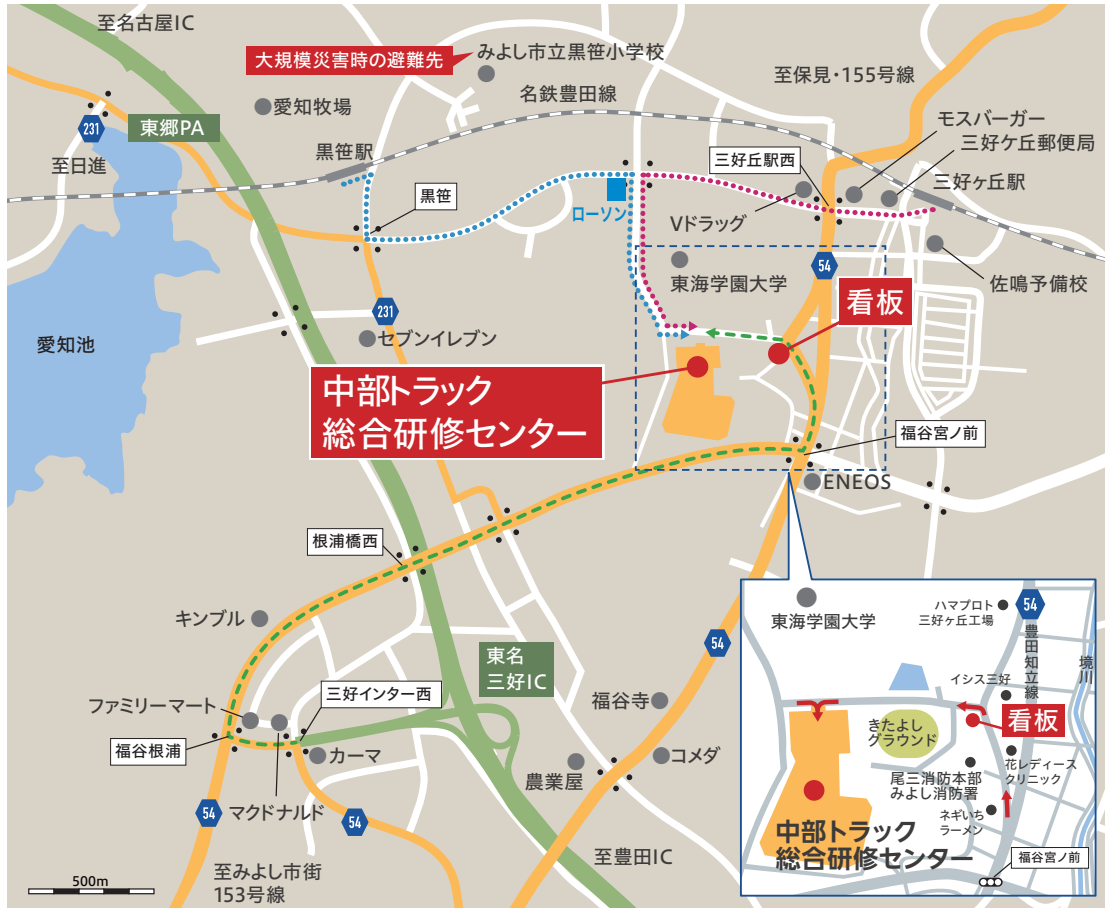 至名古屋IC
大規模災害時の避難先
みよし市立黒笹小学校
至保見・155号線
愛知牧場
名鉄豊田線
モスバーガー
231
東郷PA
三好ケ丘郵便局
黒笹駅
三好丘駅西
至日進
三好ヶ丘駅
黒笹
ローソン
Vドラッグ
東海学園大学
54
佐鳴予備校
看板
231
愛知池
セブンイレブン
中部トラック
総合研修センター
福谷宮ノ前
ENEOS
根浦橋西
キンブル
54
東名
三好IC
三好インター西
福谷寺
ファミリーマート
福谷根浦
カーマ
コメダ
農業屋
マクドナルド
54
54
至豊田IC
至みよし市街
153号線
500m
東海学園大学
ハマプロト
三好ヶ丘工場
54
豊田知立線
境川
イシス三好
看板
きたよし
グラウンド
花レディース
クリニック
尾三消防本部
みよし消防署
ネギいち
ラーメン
中部トラック
総合研修センター
福谷宮ノ前